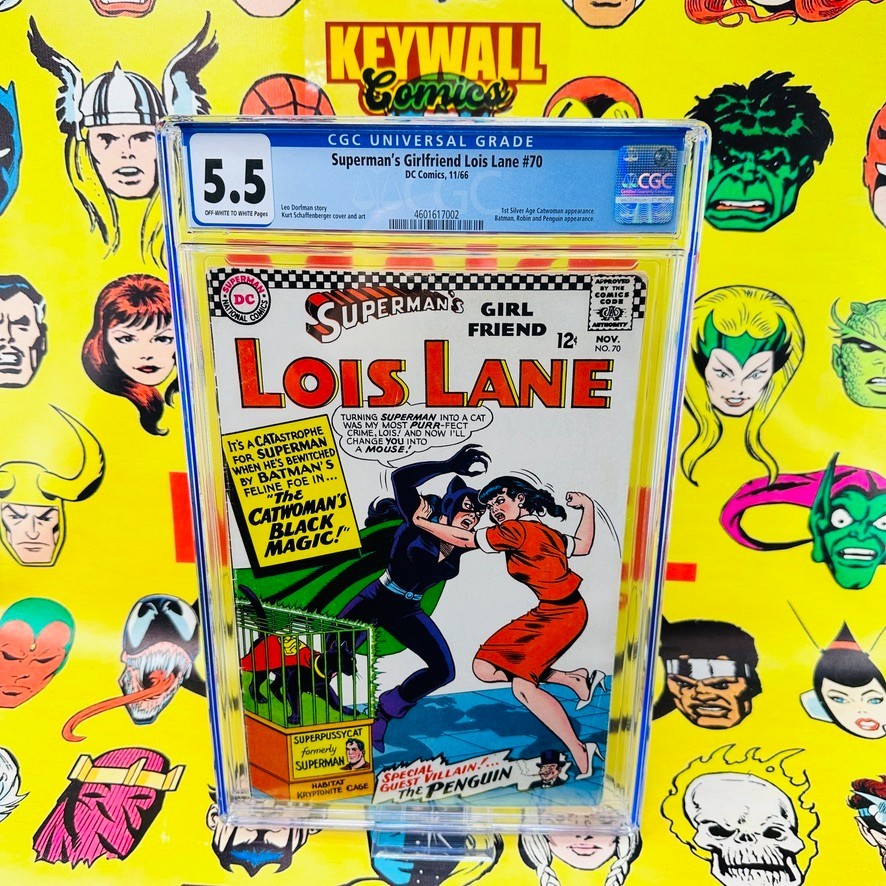 KEYWALL
Comics
CGC UNIVERSAL GRADE
5.5
OFF-WHITE TO WHITE Pages
Superman's Girlfriend Lois Lane #70
DC Comics, 11/66
Leo Dorfman story
Kurt Schaffenberger cover and art
4601617002
1st Silver Age Catwoman appearance
Batman, Robin and Penguin appearance
CGC
SUPERMAN
DC
NATIONAL COMICS
SUPERMAN'S
GIRL
FRIEND
12¢
APPROVED
BY THE
COMICS
CODE
AUTHORITY
NOV.
NO. 70
LOIS LANE
TURNING SUPERMAN INTO A CAT
WAS MY MOST PURR-FECT
CRIME, LOIS! AND NOW I'LL
CHANGE YOU INTO
A MOUSE!
IT'S A CATASTROPHE
FOR SUPERMAN
WHEN HE'S BEWITCHED
BY BATMAN'S
FELINE FOE IN...
"THE
CATWOMAN'S
BLACK
MAGIC!"
SUPERPUSSYCAT
formerly
SUPERMAN
HABITAT
KRYPTONITE CAGE
SPECIAL
GUEST VILLAIN!...
THE PENGUIN